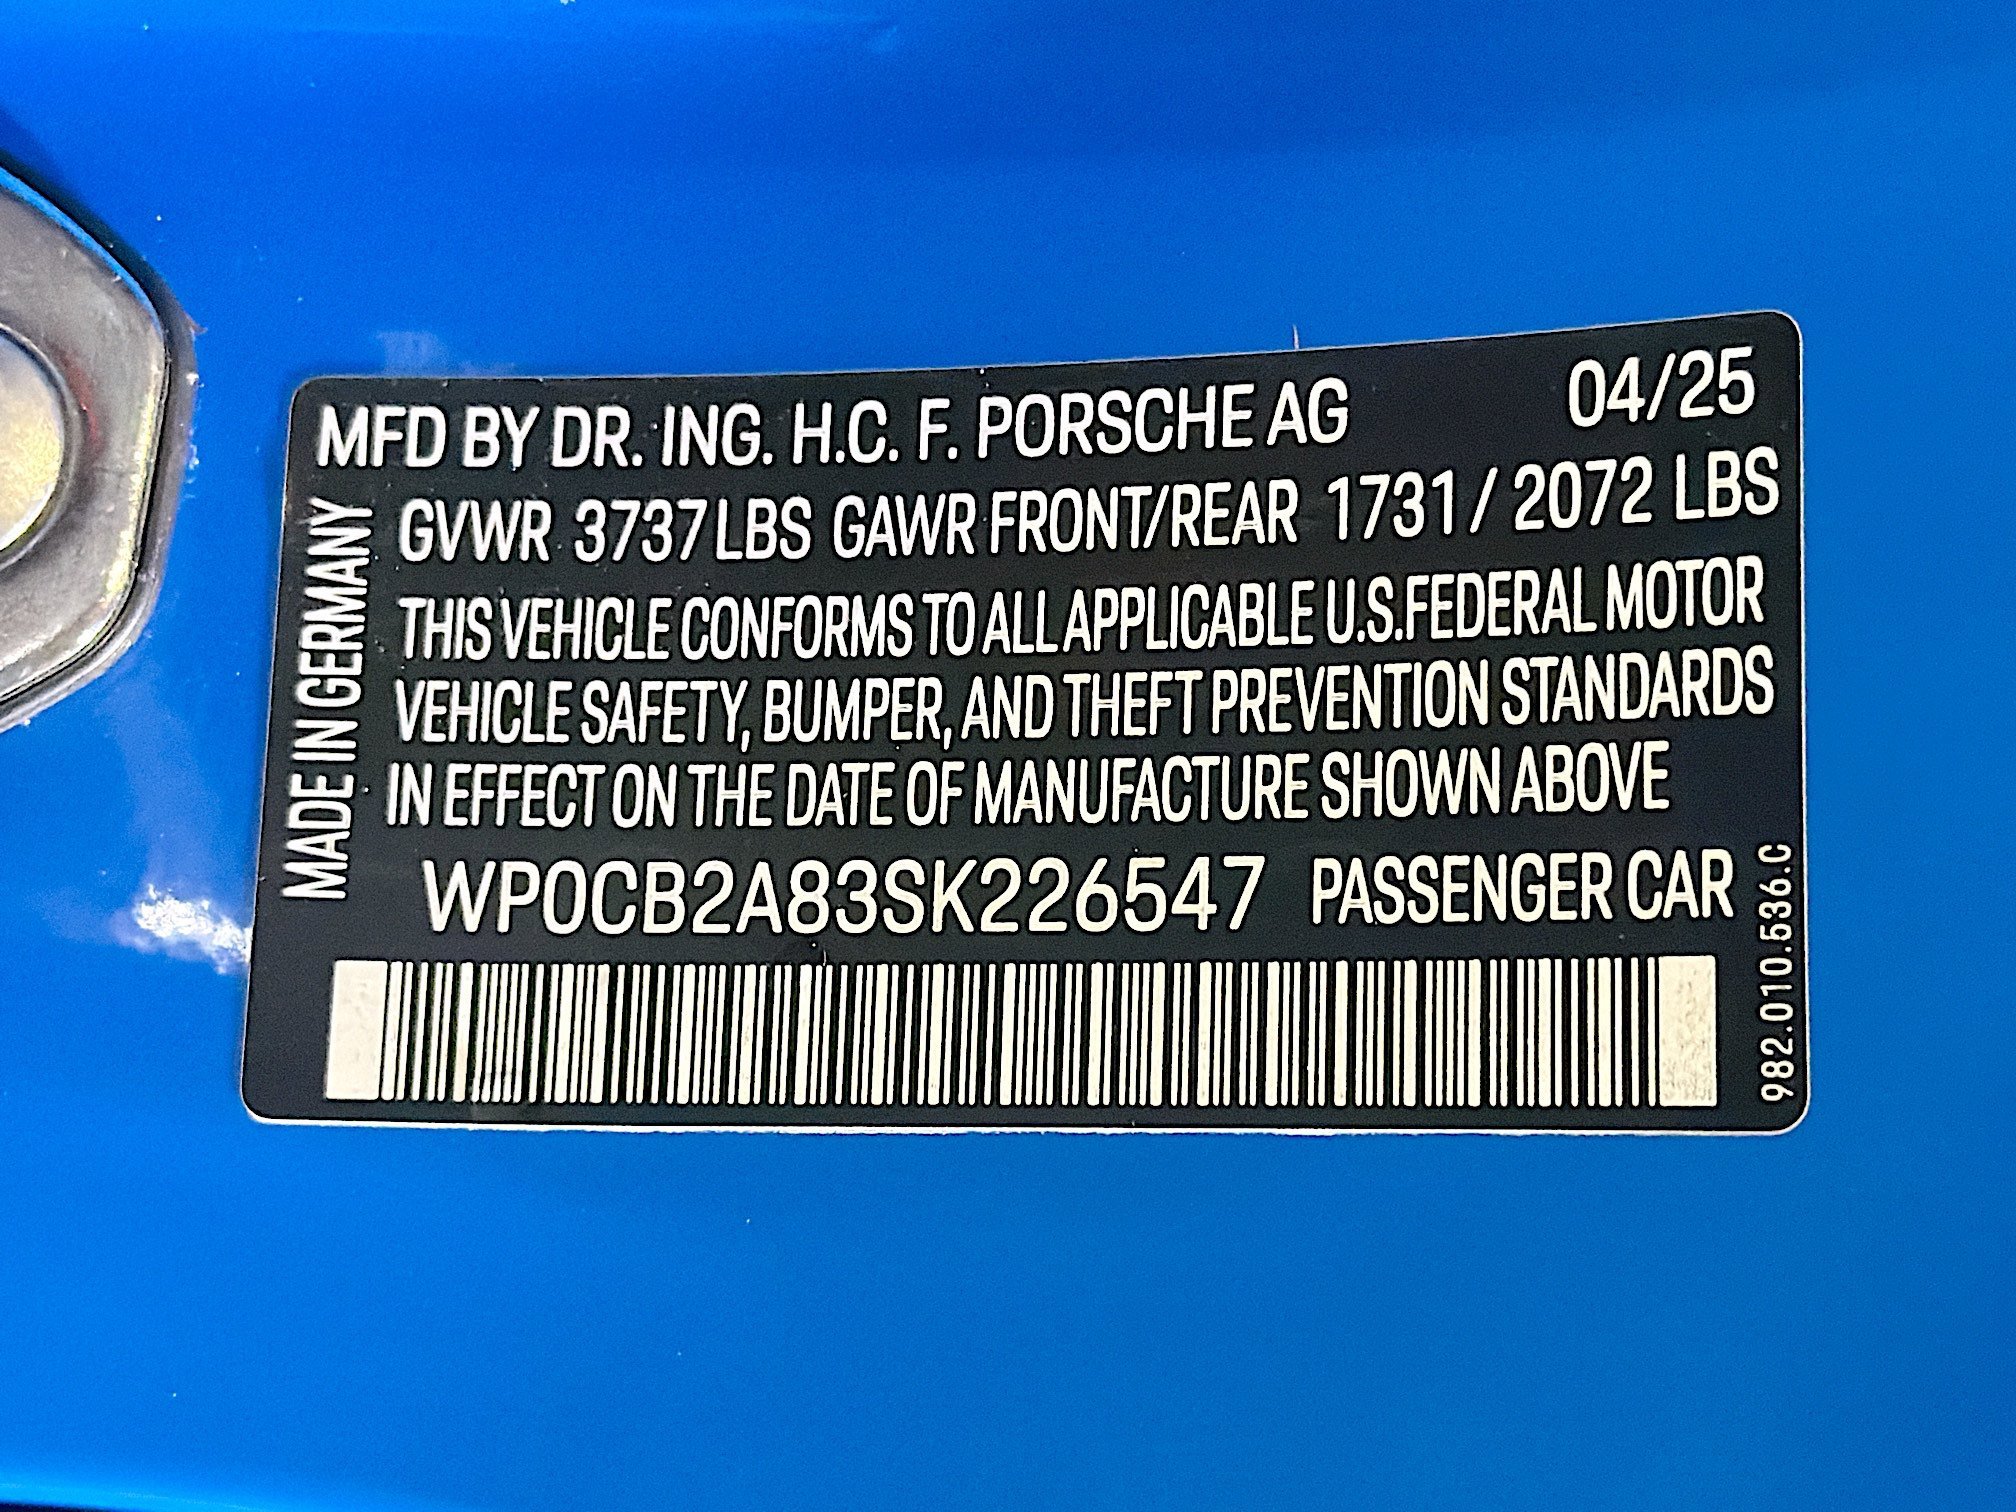 MFD BY DR. ING. H.C. F. PORSCHE AG 04/25
GVWR 3737 LBS GAWR FRONT/REAR 1731 / 2072 LBS
THIS VEHICLE CONFORMS TO ALL APPLICABLE U.S. FEDERAL MOTOR
VEHICLE SAFETY, BUMPER, AND THEFT PREVENTION STANDARDS
IN EFFECT ON THE DATE OF MANUFACTURE SHOWN ABOVE
WP0CB2A83SK226547 PASSENGER CAR
MADE IN GERMANY
982.010.536.C